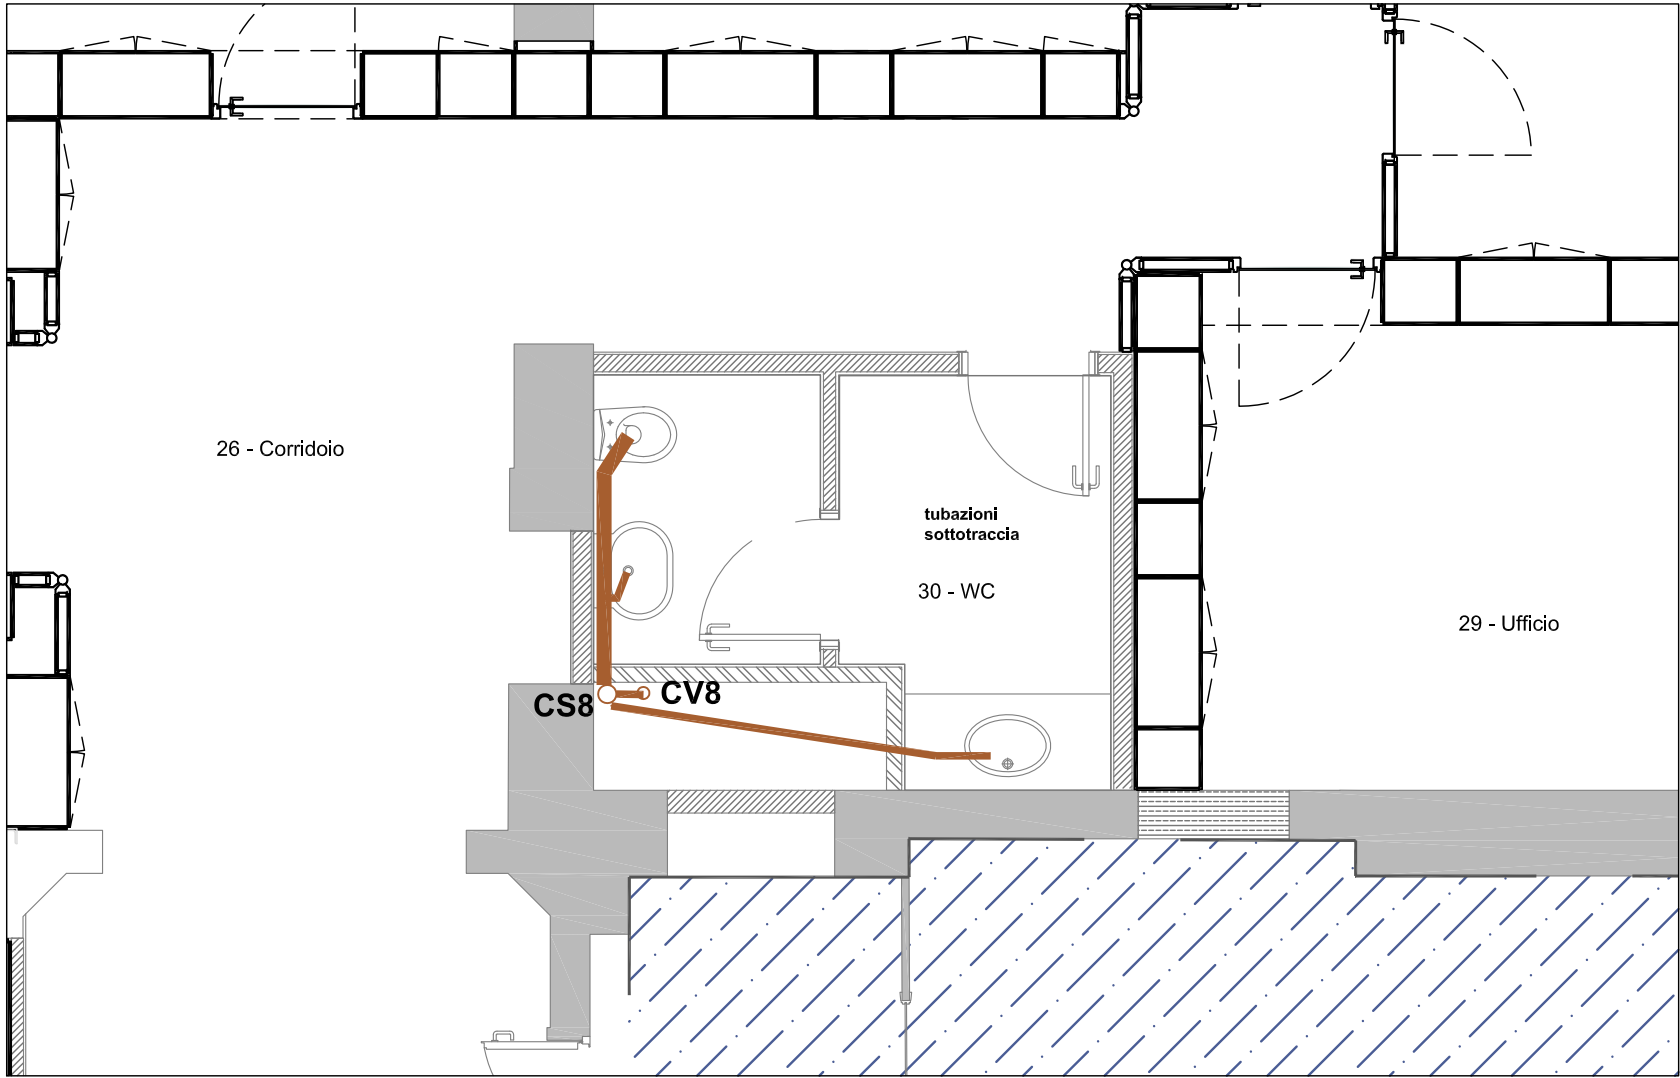 26 - Corridoio
tubazioni
sottotraccia
30 - WC
29 - Ufficio
CS8
CV8